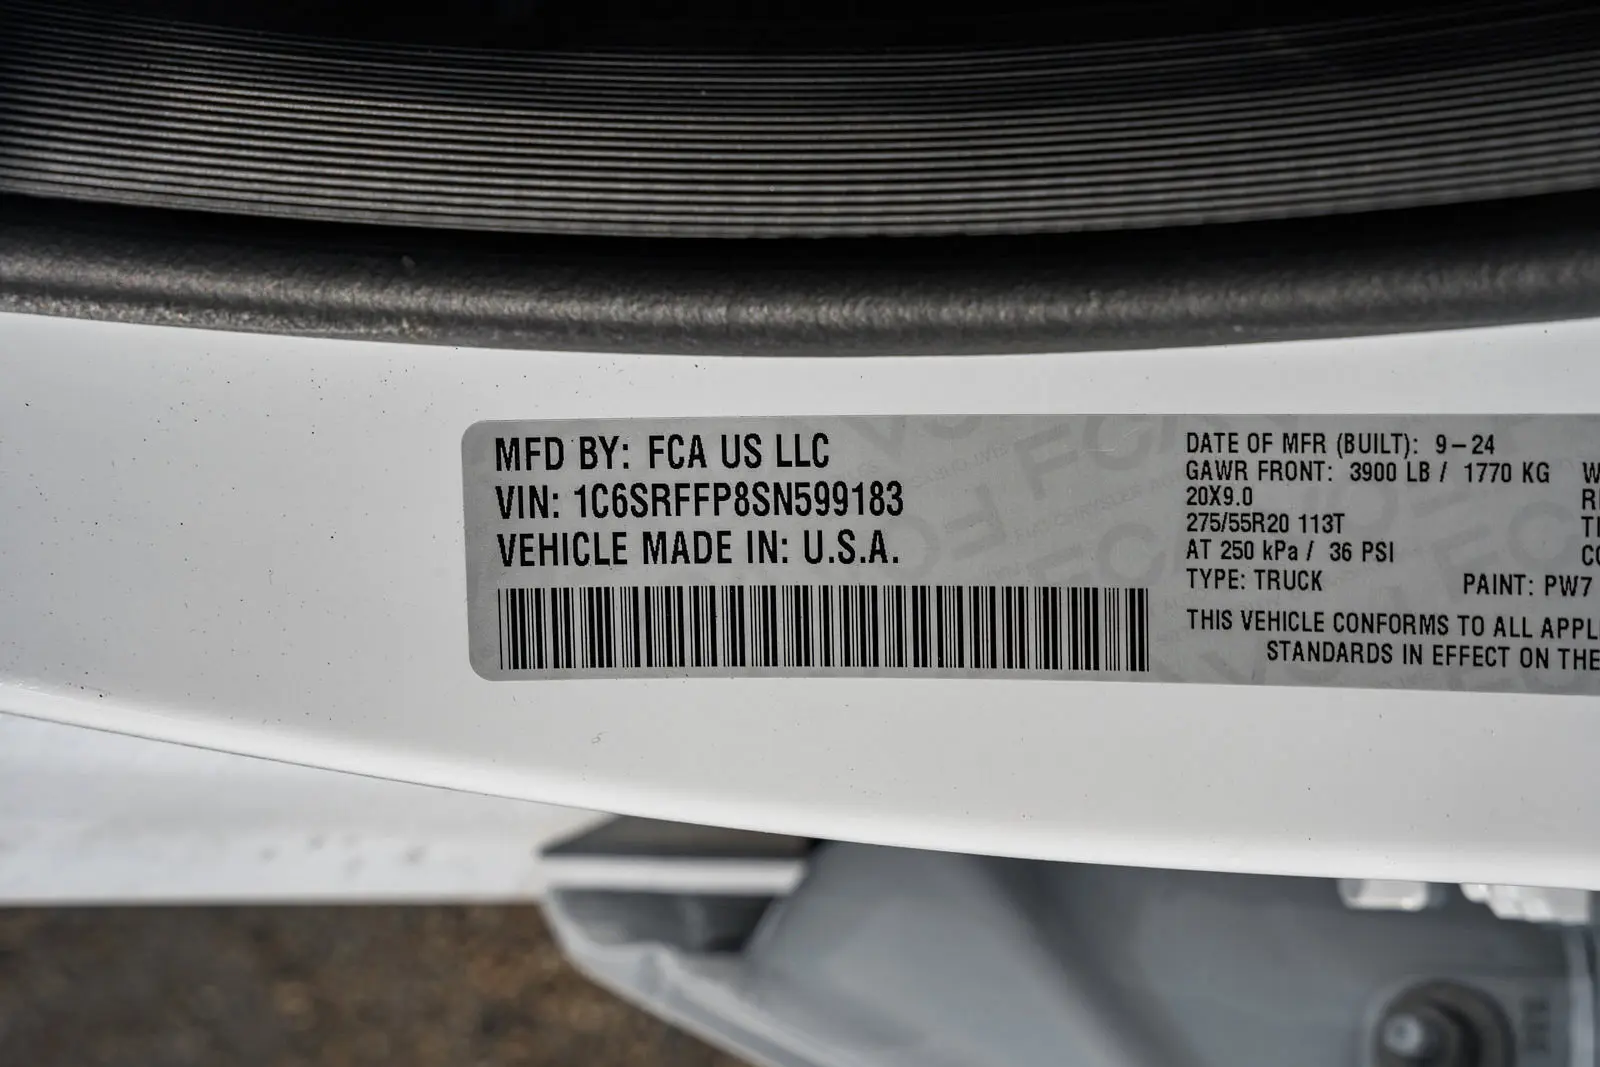 MFD BY: FCA US LLC
VIN: 1C6SRFFP8SN599183
VEHICLE MADE IN: U.S.A.
DATE OF MFR (BUILT): 9-24
GAWR FRONT: 3900 LB / 1770 KG
20X9.0
275/55R20 113T
AT 250 kPa / 36 PSI
TYPE: TRUCK PAINT: PW7
THIS VEHICLE CONFORMS TO ALL
STANDARDS IN EFFECT ON THE